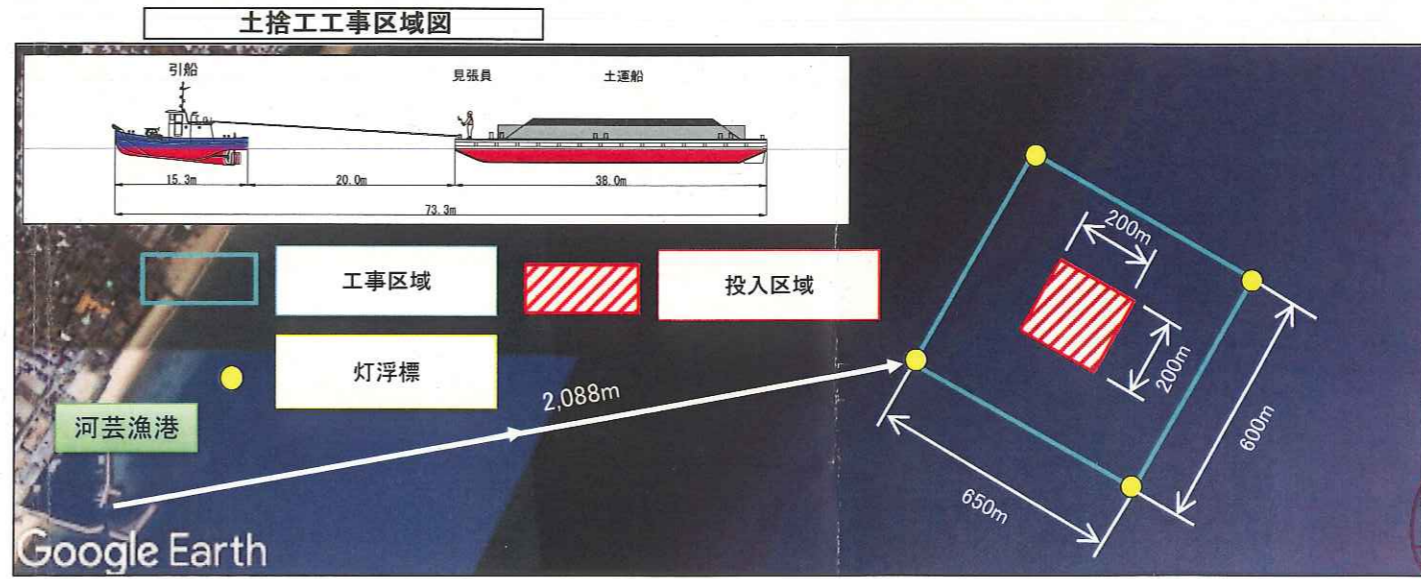 土捨工工事区域図
引船
見張員
土運船
15.3m
20.0m
38.0m
73.3m
工事区域
投入区域
灯浮標
河芸漁港
2,088m
200m
200m
600m
650m
Google Earth